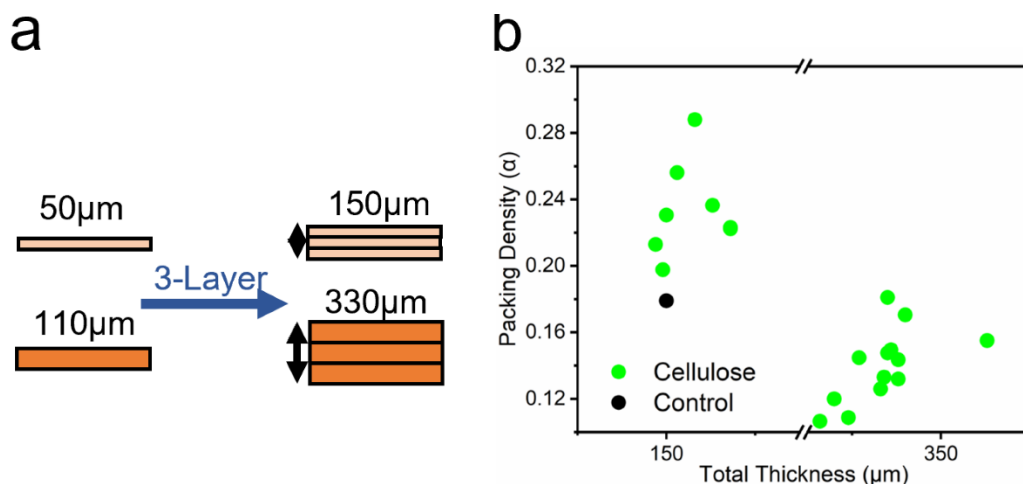 a
50µm
150µm
3-Layer
110µm
330µm
b
0.32
0.28
0.24
0.20
0.16
0.12
Packing Density (α)
Cellulose
Control
150
350
Total Thickness (µm)